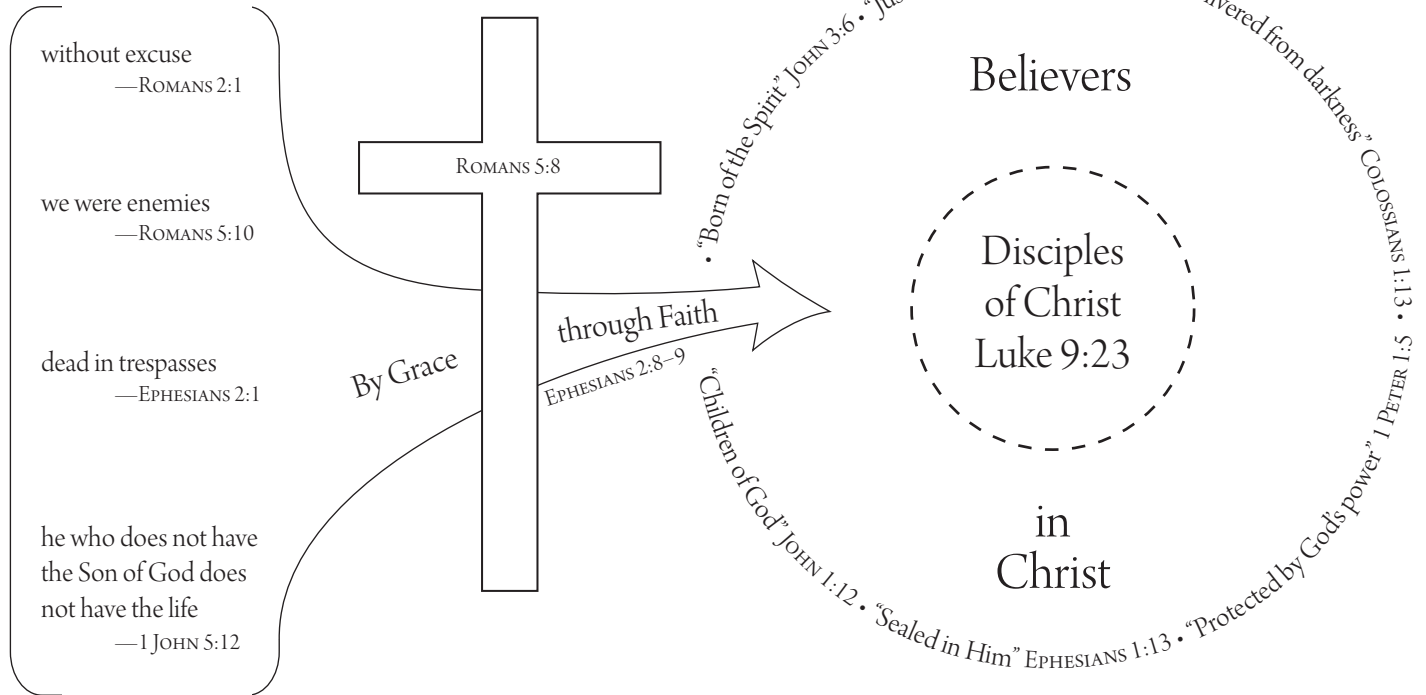 without excuse
—Romans 2:1
we were enemies
—Romans 5:10
dead in trespasses
—Ephesians 2:1
he who does not have
the Son of God does
not have the life
—1 John 5:12
Romans 5:8
By Grace
through Faith
Ephesians 2:8–9
• “Born of the Spirit” John 3:6 •
darkness” Colossians 1:13 •
“Protected by God’s power” 1 Peter 1:5
“Children of God” John 1:12 • “Sealed in Him” Ephesians 1:13 •
Believers
Disciples
of Christ
Luke 9:23
in
Christ